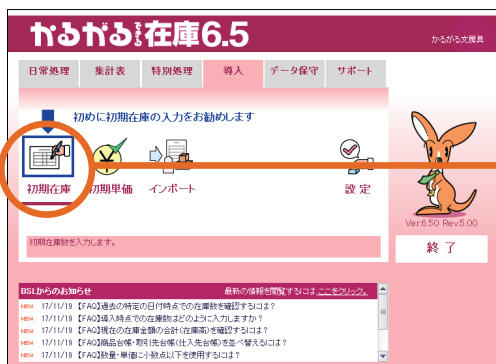 かるがるできる在庫6.5
かるがる文房具
日常処理 集計表 特別処理 導入 データ保守 サポート
初めに初期在庫の入力をお勧めします
初期在庫 初期単価 インポート 設定
Ver.6.50 Rev5.00
終了
初期在庫数を入力します。
BSLからのお知らせ 最新の情報を閲覧するには、ここをクリック。
NEW 17/11/19 【FAQ】過去の特定の日付時点での在庫数を確認するには?
NEW 17/11/19 【FAQ】導入時点での在庫数はどのように入力しますか?
NEW 17/11/19 【FAQ】現在の在庫金額の合計(在庫高)を確認するには?
NEW 17/11/19 【FAQ】商品台帳・取引先台帳(仕入先台帳)を並べ替えるには?
NEW 17/11/19 【FAQ】数量・単価に小数点以下を使用するには?